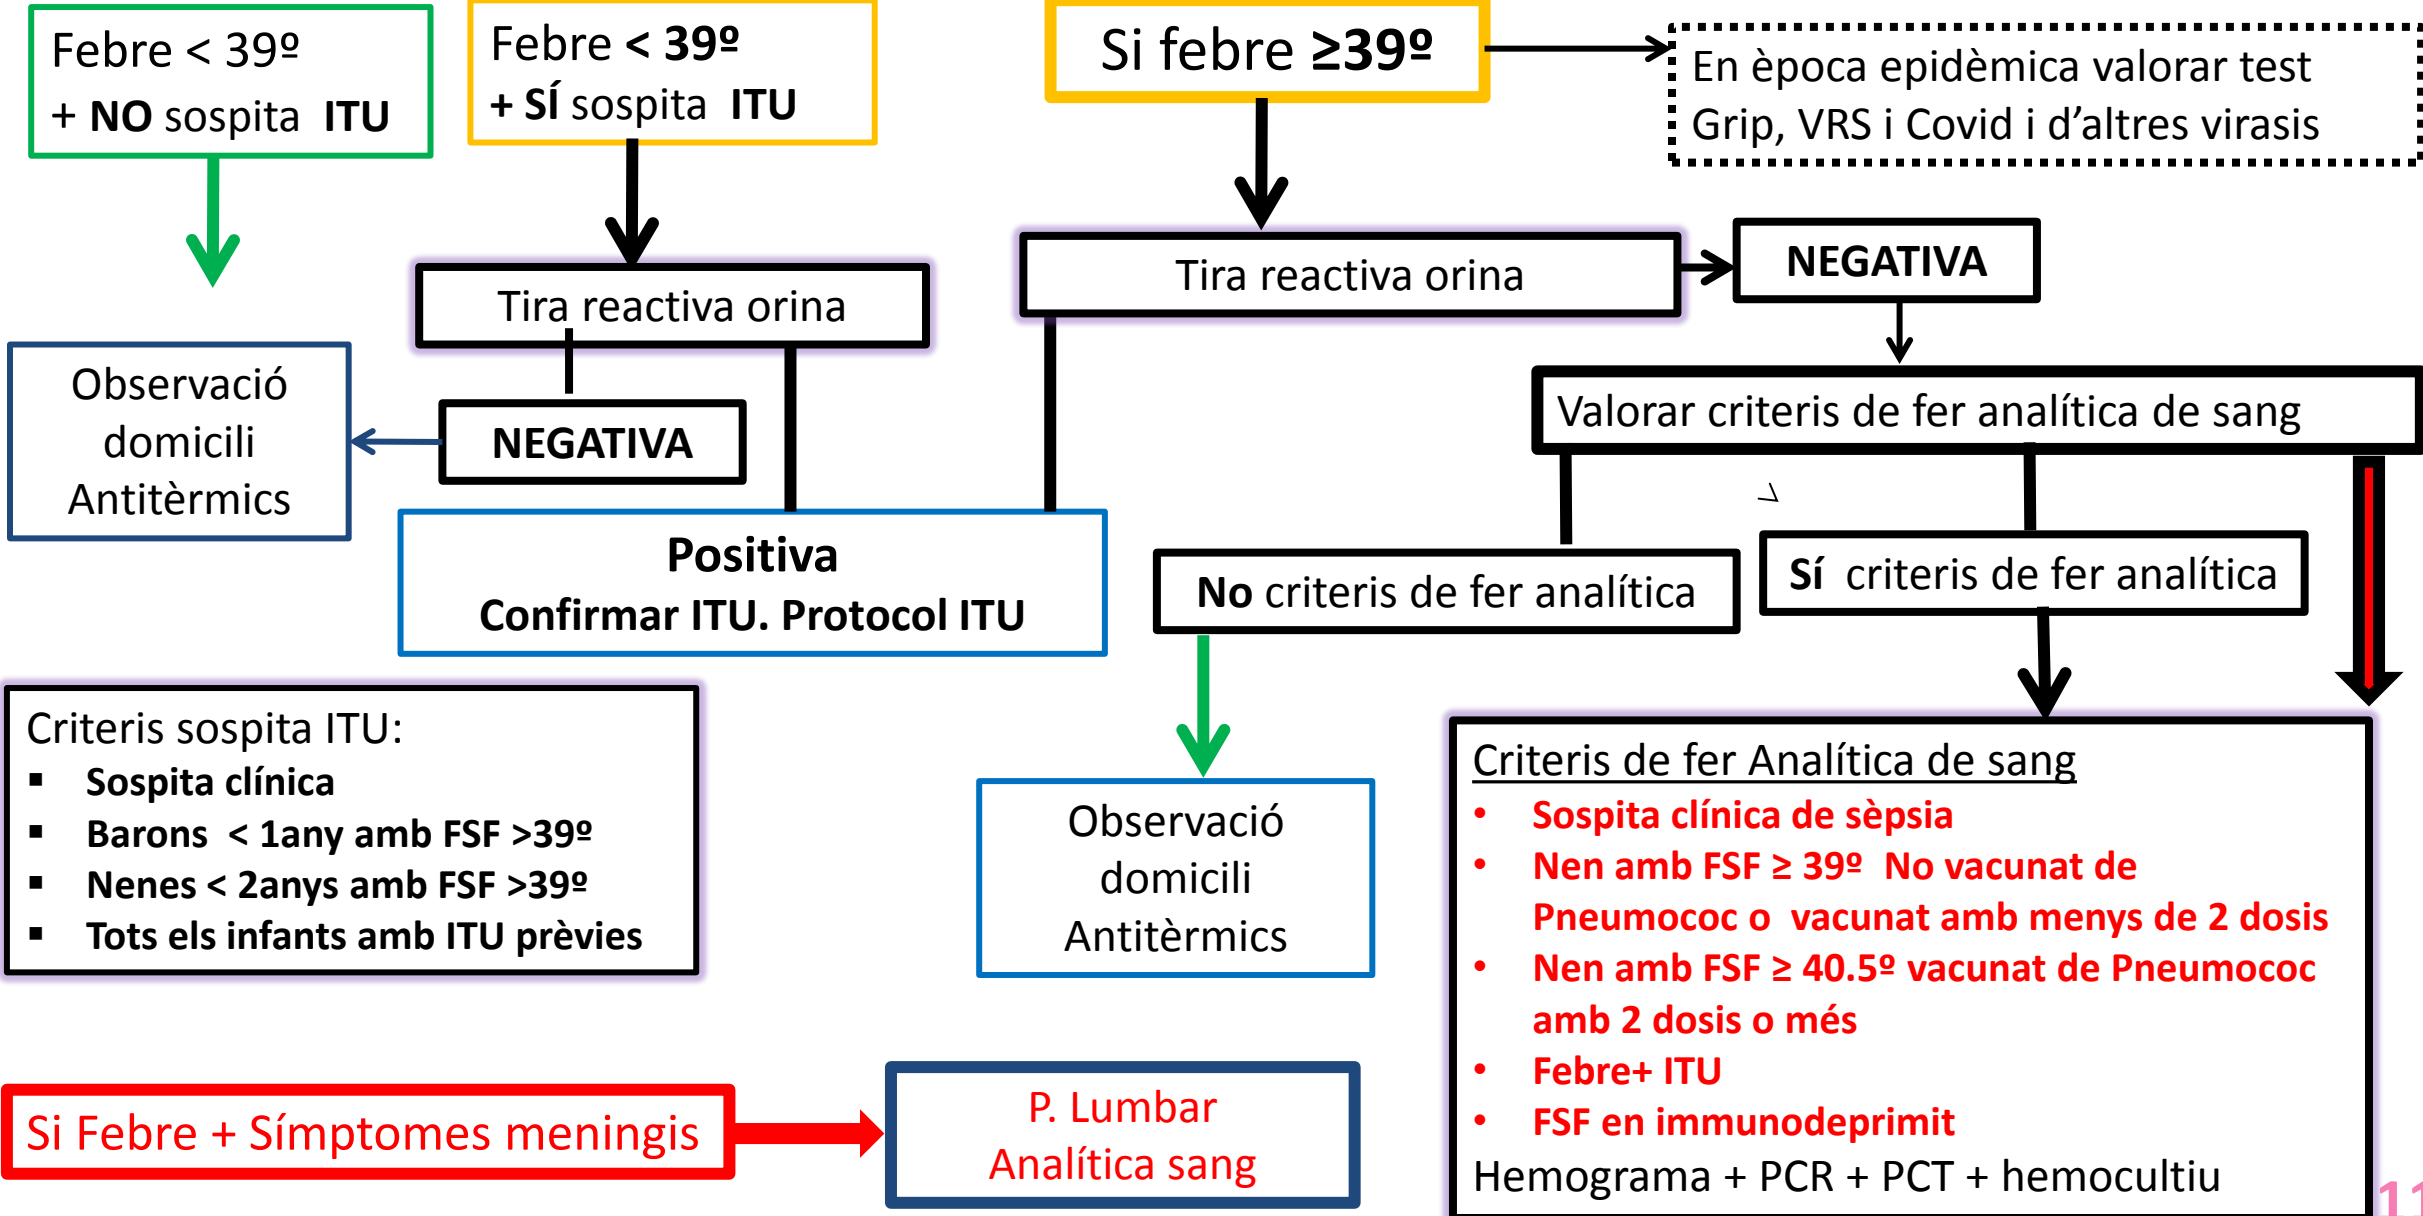 Febre < 39º
+ NO sospita ITU
Febre < 39º
+ SÍ sospita ITU
Si febre ≥39º
En època epidèmica valorar test
Grip, VRS i Covid i d’altres virasis
Tira reactiva orina
Tira reactiva orina
NEGATIVA
Observació
domicili
Antitèrmics
NEGATIVA
Valorar criteris de fer analítica de sang
>
Positiva
Confirmar ITU. Protocol ITU
No criteris de fer analítica
Sí criteris de fer analítica
Criteris sospita ITU:
▪ Sospita clínica
▪ Barons < 1any amb FSF >39º
▪ Nenes < 2anys amb FSF >39º
▪ Tots els infants amb ITU prèvies
Observació
domicili
Antitèrmics
Criteris de fer Analítica de sang
• Sospita clínica de sèpsia
• Nen amb FSF ≥ 39º No vacunat de
Pneumococ o vacunat amb menys de 2 dosis
• Nen amb FSF ≥ 40.5º vacunat de Pneumococ
amb 2 dosis o més
• Febre+ ITU
• FSF en immunodeprimit
Hemograma + PCR + PCT + hemocultiu
Si Febre + Símptomes meningis
P. Lumbar
Analítica sang
11